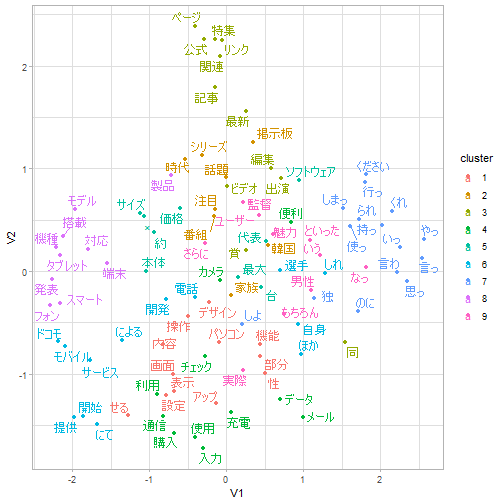 ページ
特集
公式
リンク
関連
記事
最新
掲示板
シリーズ
時代
編集
話題
ソフトウェア
ください
製品
ビデオ
出演
行っ
モデル
サイズ
注目
監督
しまっ
られ
くれ
搭載
価格
ユーザー
便利
やっ
機種
対応
約
番組
代表
魅力
といった
持っ
いっ
さらに
賞
韓国
いう
使っ
言わ
タブレット
端末
本体
カメラ
最大
選手
しれ
なっ
言っ
発表
スマート
電話
家族
台
男性
思っ
フォン
開発
デザイン
しよ
もちろん
独
のに
ドコモ
による
操作
パソコン
機能
自身
モバイル
内容
ほか
同
サービス
画面
チェック
部分
利用
表示
実際
性
提供
開始
せる
設定
アップ
データ
にて
通信
使用
充電
メール
購入
入力
cluster
1
2
3
4
5
6
7
8
9
V2
2
1
0
-1
-2
-1
0
1
2
V1